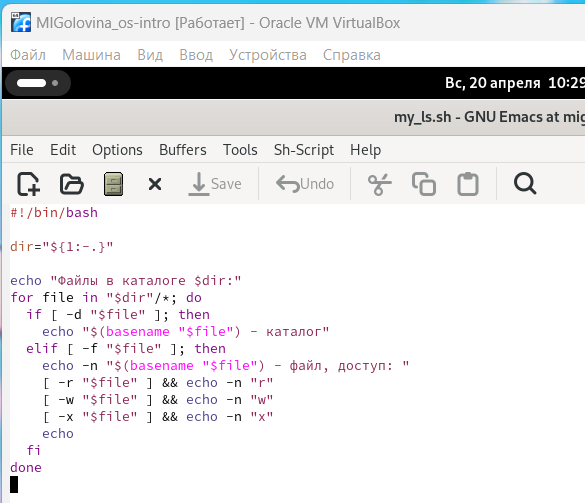 MIGolovina_os-intro [Работает] - Oracle VM VirtualBox
Файл Машина Вид Ввод Устройства Справка
Вс, 20 апреля 10:29
my_ls.sh - GNU Emacs at mig
File Edit Options Buffers Tools Sh-Script Help
Save Undo
#!/bin/bash

dir="${1:-.}"

echo "Файлы в каталоге $dir:"
for file in "$dir"/*; do
  if [ -d "$file" ]; then
    echo "$(basename "$file") - каталог"
  elif [ -f "$file" ]; then
    echo -n "$(basename "$file") - файл, доступ: "
    [ -r "$file" ] && echo -n "r"
    [ -w "$file" ] && echo -n "w"
    [ -x "$file" ] && echo -n "x"
    echo
  fi
done